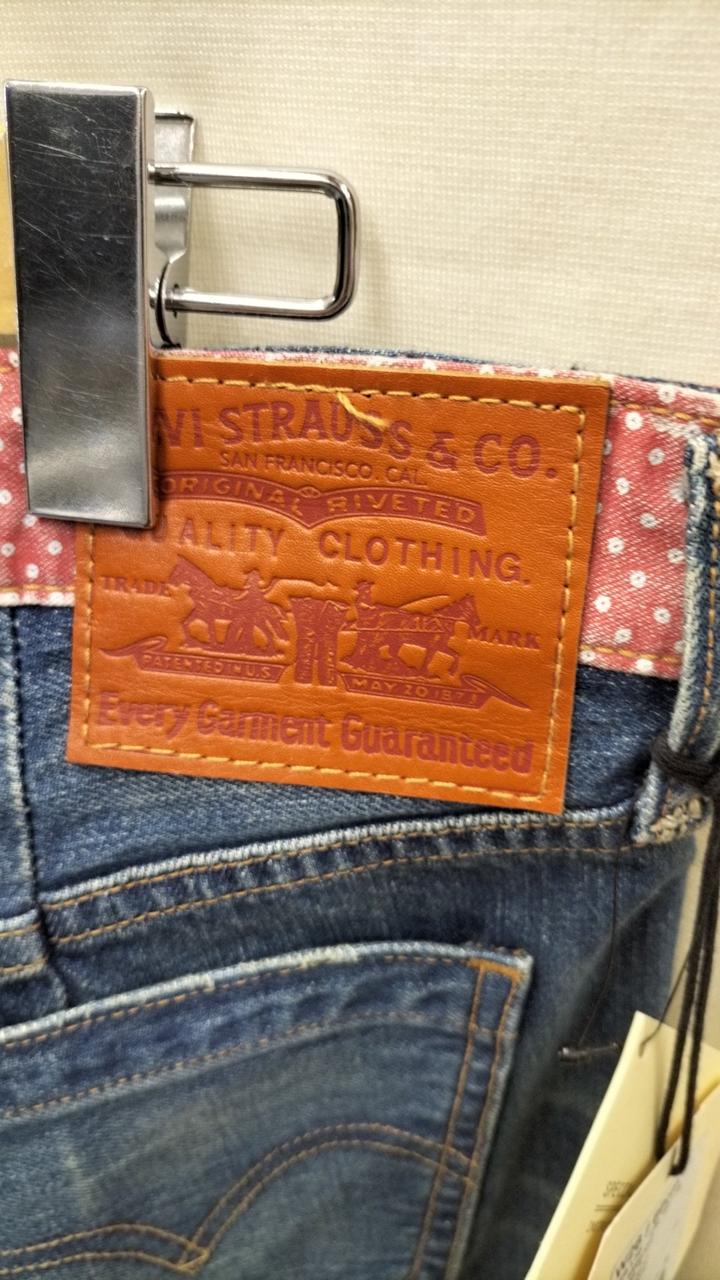 VI STRAUSS & CO.
SAN FRANCISCO. CAL.
ORIGINAL RIVETED
QUALITY CLOTHING.
TRADE MARK
PATENTED IN U.S.
MAY 20 1873
Every Garment Guaranteed